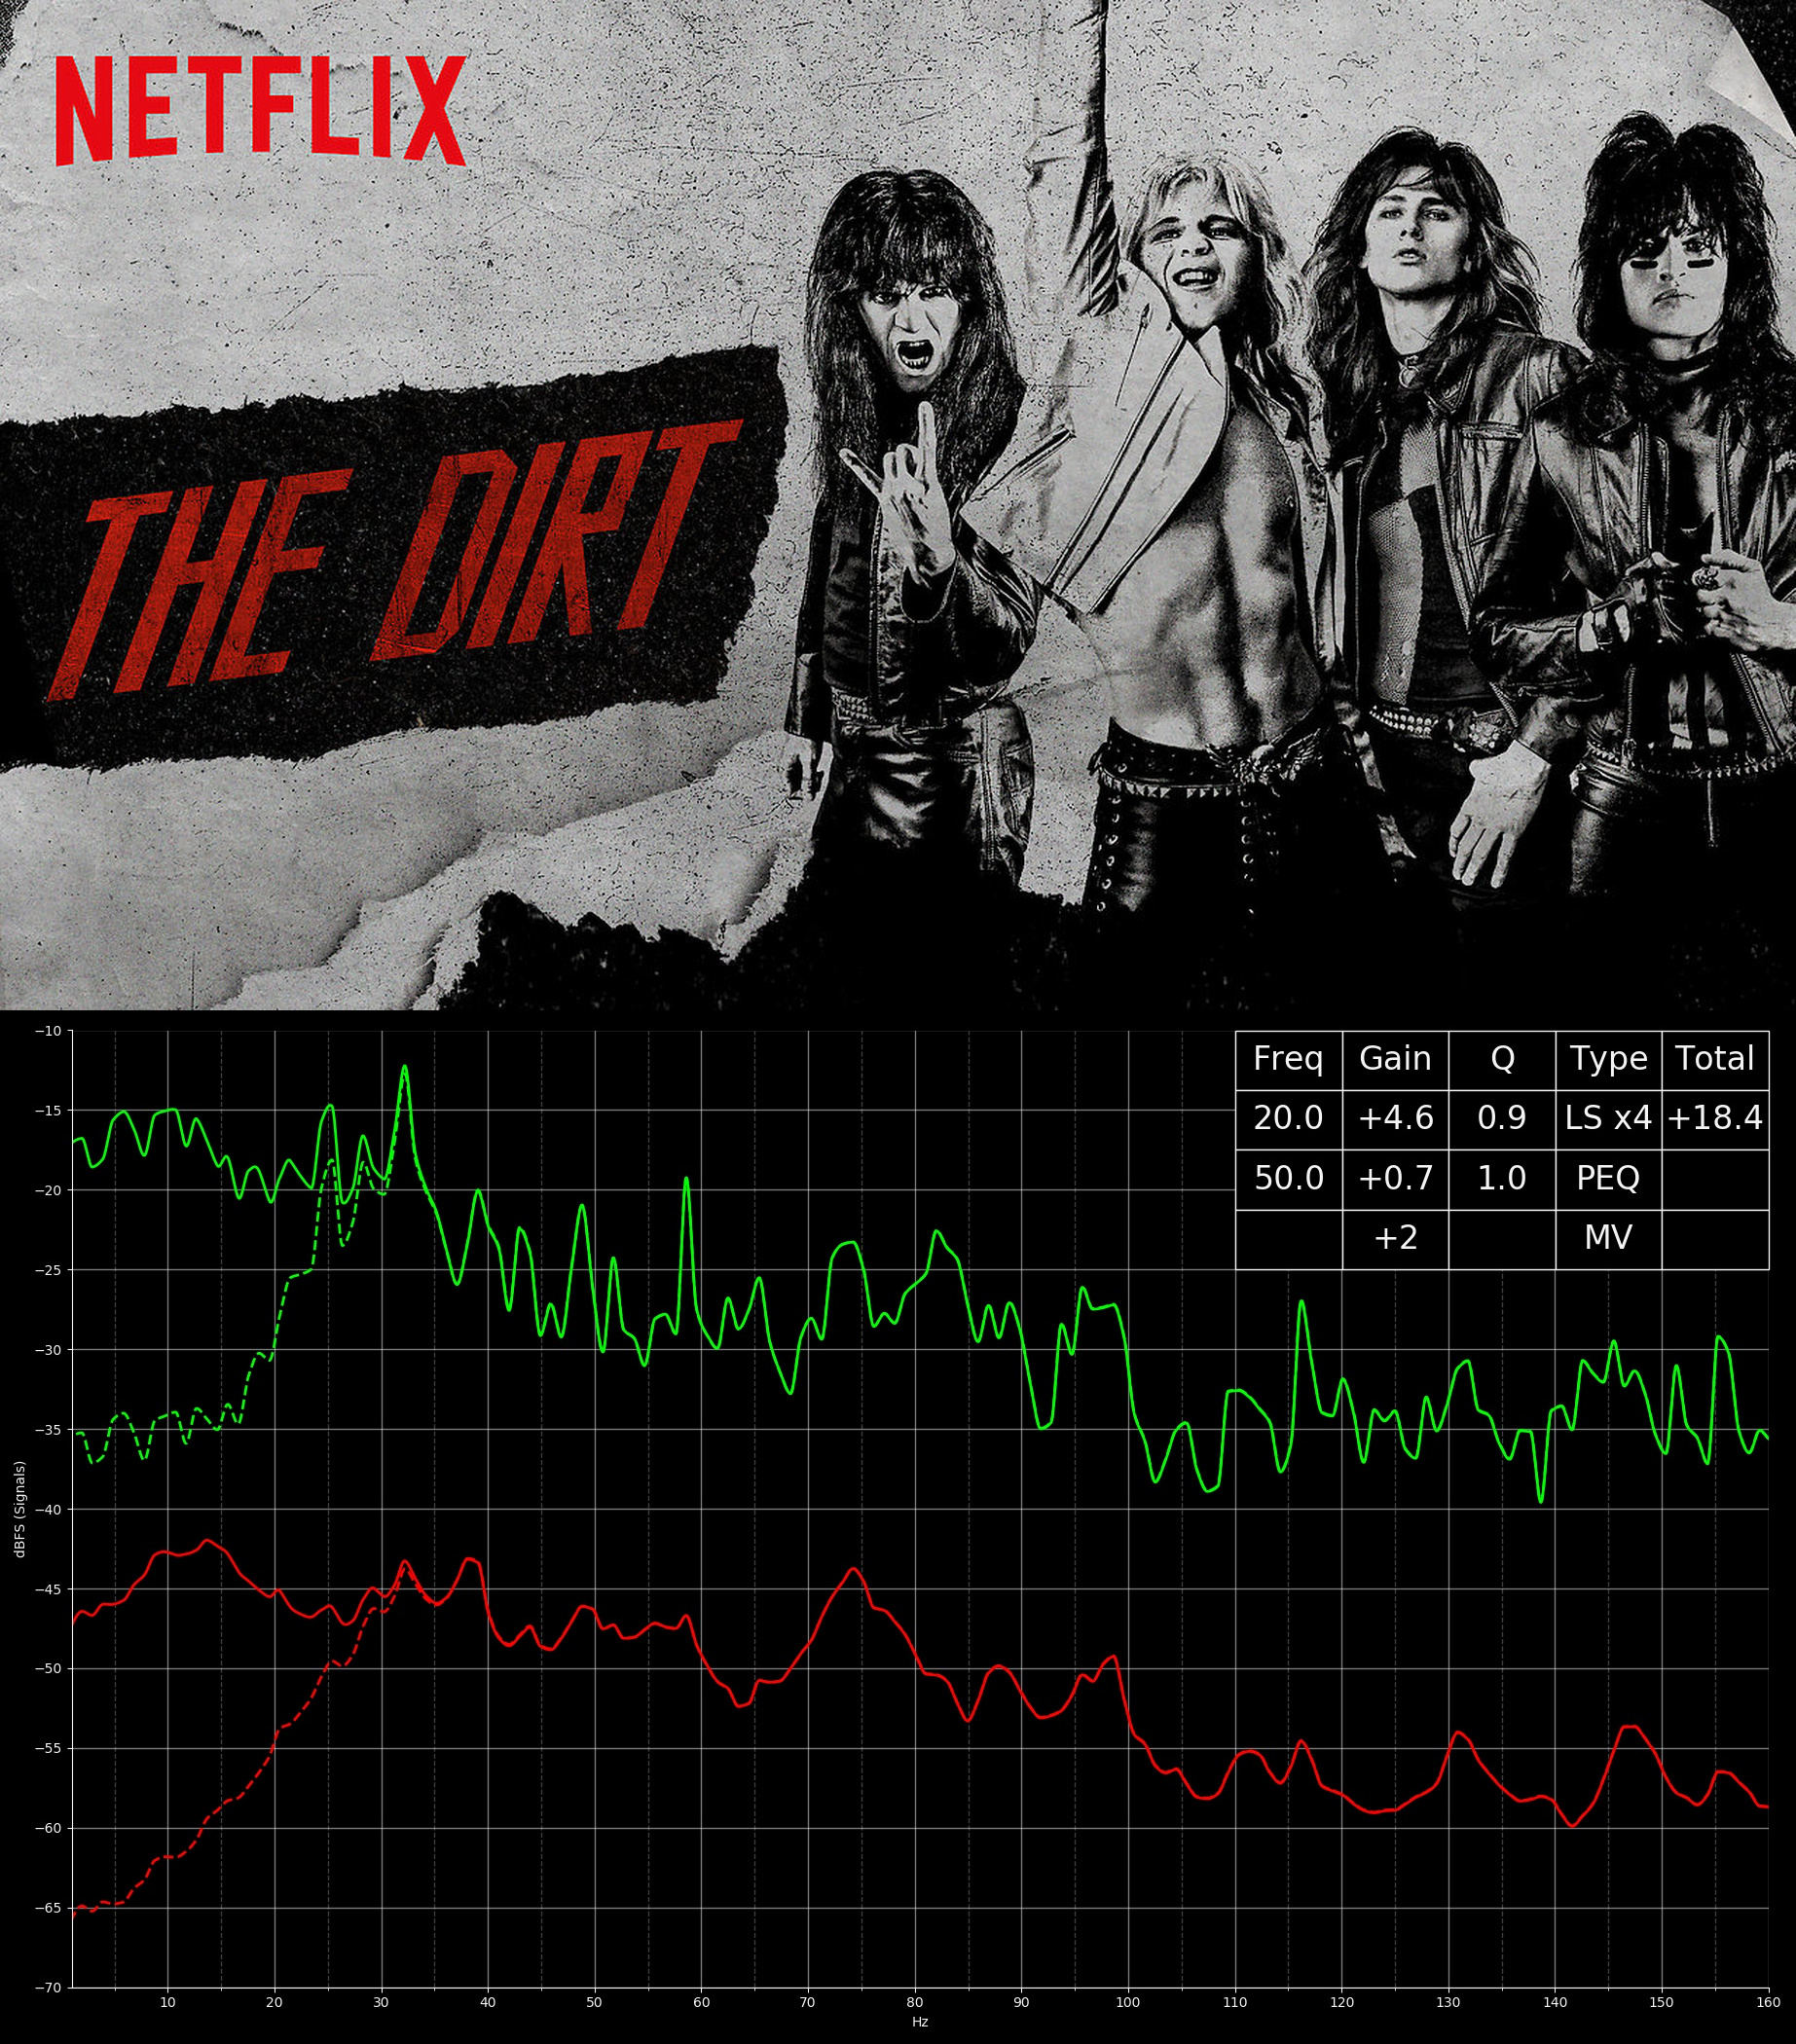 NETFLIX
THE DIRT
Freq Gain Q Type Total
20.0 +4.6 0.9 LS x4 +18.4
50.0 +0.7 1.0 PEQ
+2 MV
−10
−15
−20
−25
−30
−35
−40
−45
−50
−55
−60
−65
−70
dBFS (Signals)
10 20 30 40 50 60 70 80 90 100 110 120 130 140 150 160
Hz